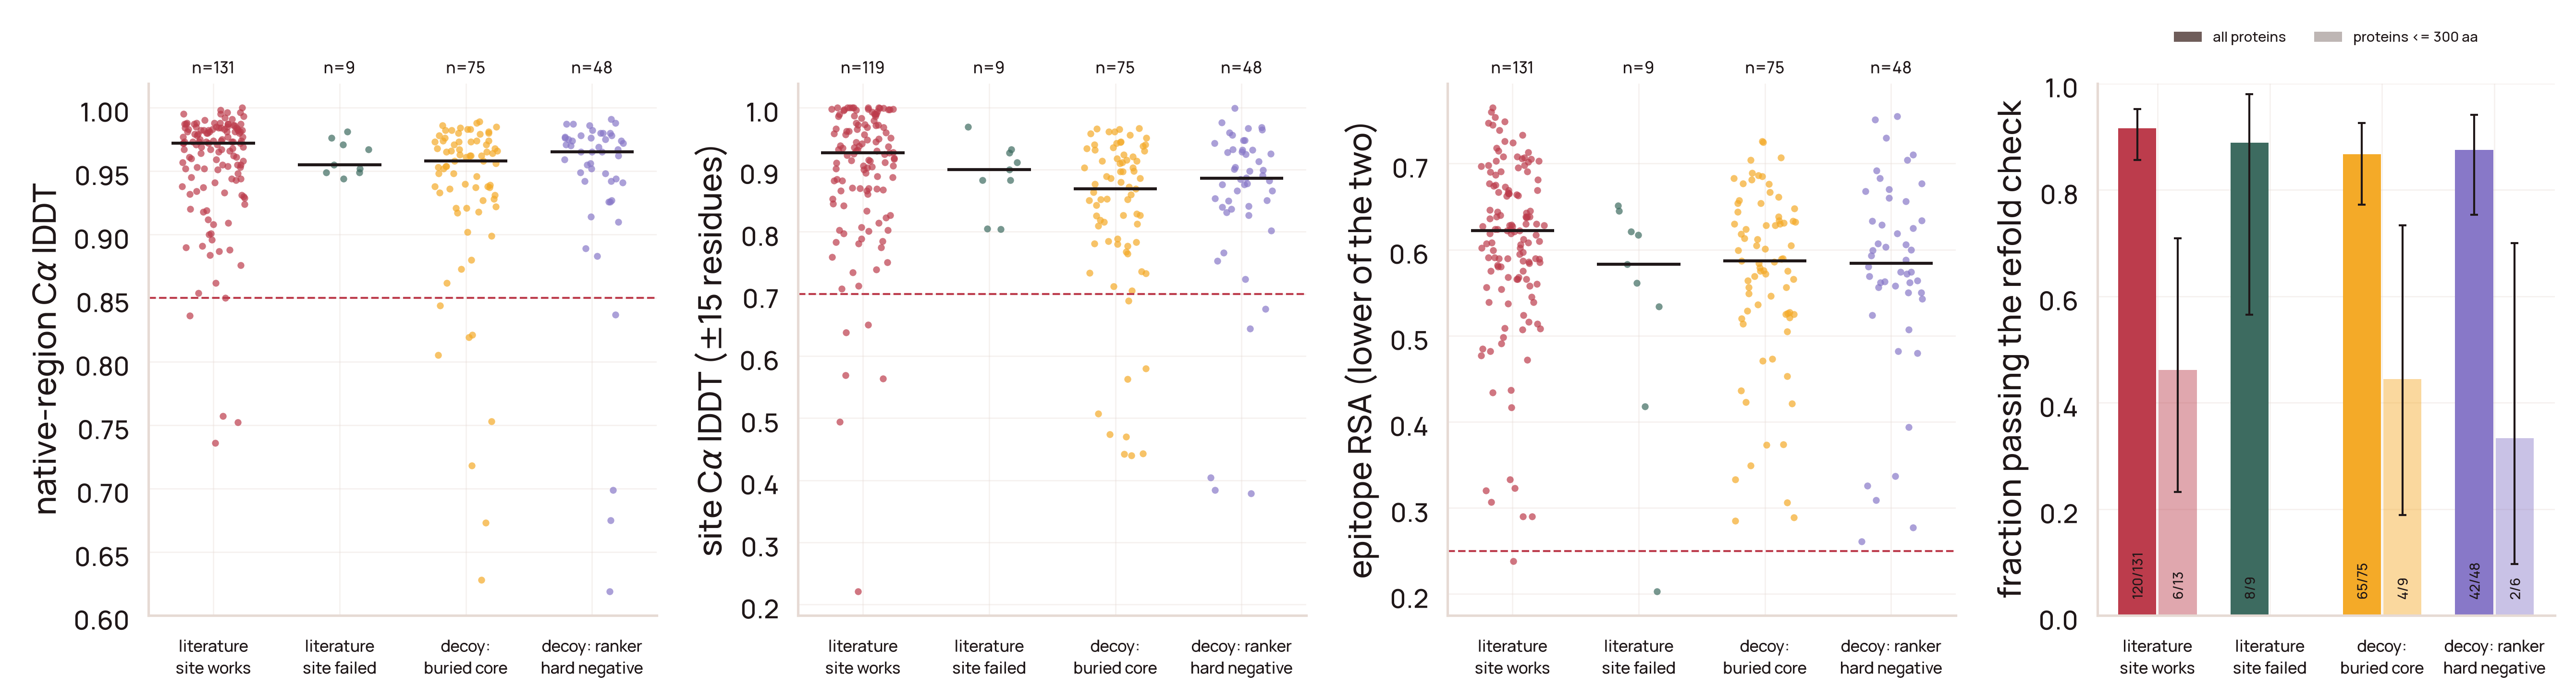 all proteins
proteins <= 300 aa
n=131
n=9
n=75
n=48
native-region Cα lDDT
1.00
0.95
0.90
0.85
0.80
0.75
0.70
0.65
0.60
literature
site works
literature
site failed
decoy:
buried core
decoy: ranker
hard negative
n=119
n=9
n=75
n=48
site Cα lDDT (±15 residues)
1.0
0.9
0.8
0.7
0.6
0.5
0.4
0.3
0.2
literature
site works
literature
site failed
decoy:
buried core
decoy: ranker
hard negative
n=131
n=9
n=75
n=48
epitope RSA (lower of the two)
0.7
0.6
0.5
0.4
0.3
0.2
literature
site works
literature
site failed
decoy:
buried core
decoy: ranker
hard negative
fraction passing the refold check
1.0
0.8
0.6
0.4
0.2
0.0
120/131
6/13
8/9
65/75
4/9
42/48
2/6
literature
site works
literature
site failed
decoy:
buried core
decoy: ranker
hard negative